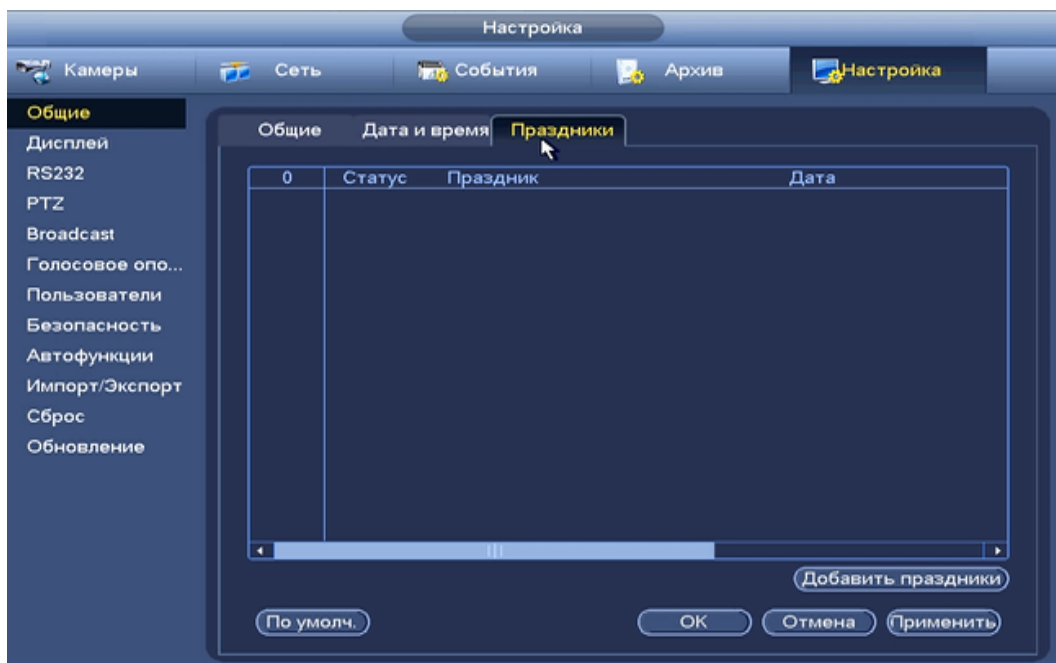 Настройка
Камеры Сеть События Архив Настройка
Общие
Дисплей
RS232
PTZ
Broadcast
Голосовое опо...
Пользователи
Безопасность
Автофункции
Импорт/Экспорт
Сброс
Обновление
Общие Дата и время Праздники
0 Статус Праздник Дата
Добавить праздники
По умолч. OK Отмена Применить